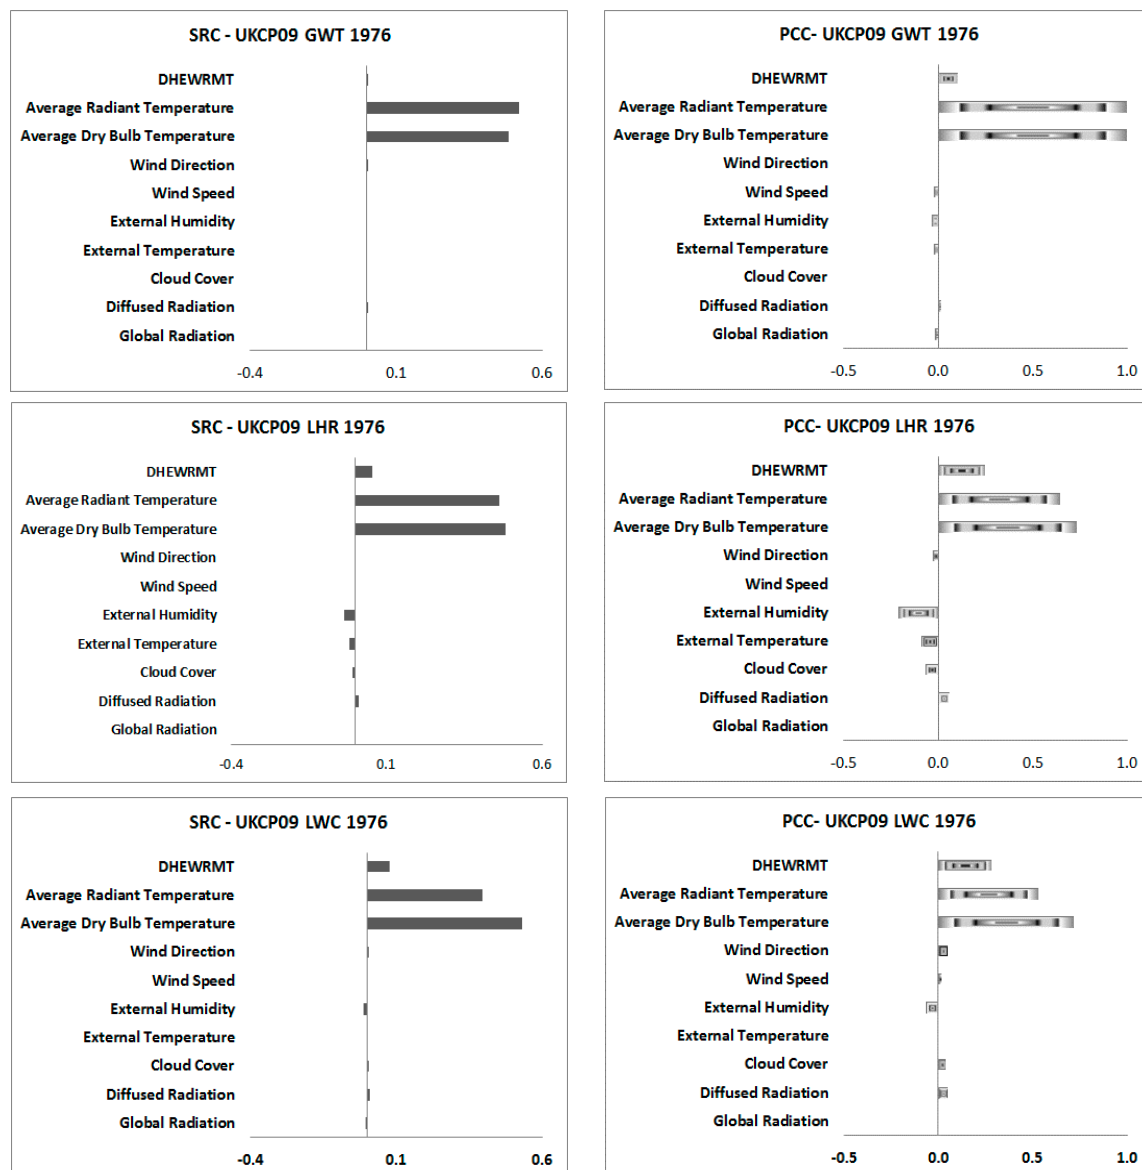 SRC - UKCP09 GWT 1976
DHEWRMT
Average Radiant Temperature
Average Dry Bulb Temperature
Wind Direction
Wind Speed
External Humidity
External Temperature
Cloud Cover
Diffused Radiation
Global Radiation
-0.4 0.1 0.6
PCC- UKCP09 GWT 1976
DHEWRMT
Average Radiant Temperature
Average Dry Bulb Temperature
Wind Direction
Wind Speed
External Humidity
External Temperature
Cloud Cover
Diffused Radiation
Global Radiation
-0.5 0.0 0.5 1.0
SRC - UKCP09 LHR 1976
DHEWRMT
Average Radiant Temperature
Average Dry Bulb Temperature
Wind Direction
Wind Speed
External Humidity
External Temperature
Cloud Cover
Diffused Radiation
Global Radiation
-0.4 0.1 0.6
PCC- UKCP09 LHR 1976
DHEWRMT
Average Radiant Temperature
Average Dry Bulb Temperature
Wind Direction
Wind Speed
External Humidity
External Temperature
Cloud Cover
Diffused Radiation
Global Radiation
-0.5 0.0 0.5 1.0
SRC - UKCP09 LWC 1976
DHEWRMT
Average Radiant Temperature
Average Dry Bulb Temperature
Wind Direction
Wind Speed
External Humidity
External Temperature
Cloud Cover
Diffused Radiation
Global Radiation
-0.4 0.1 0.6
PCC- UKCP09 LWC 1976
DHEWRMT
Average Radiant Temperature
Average Dry Bulb Temperature
Wind Direction
Wind Speed
External Humidity
External Temperature
Cloud Cover
Diffused Radiation
Global Radiation
-0.5 0.0 0.5 1.0